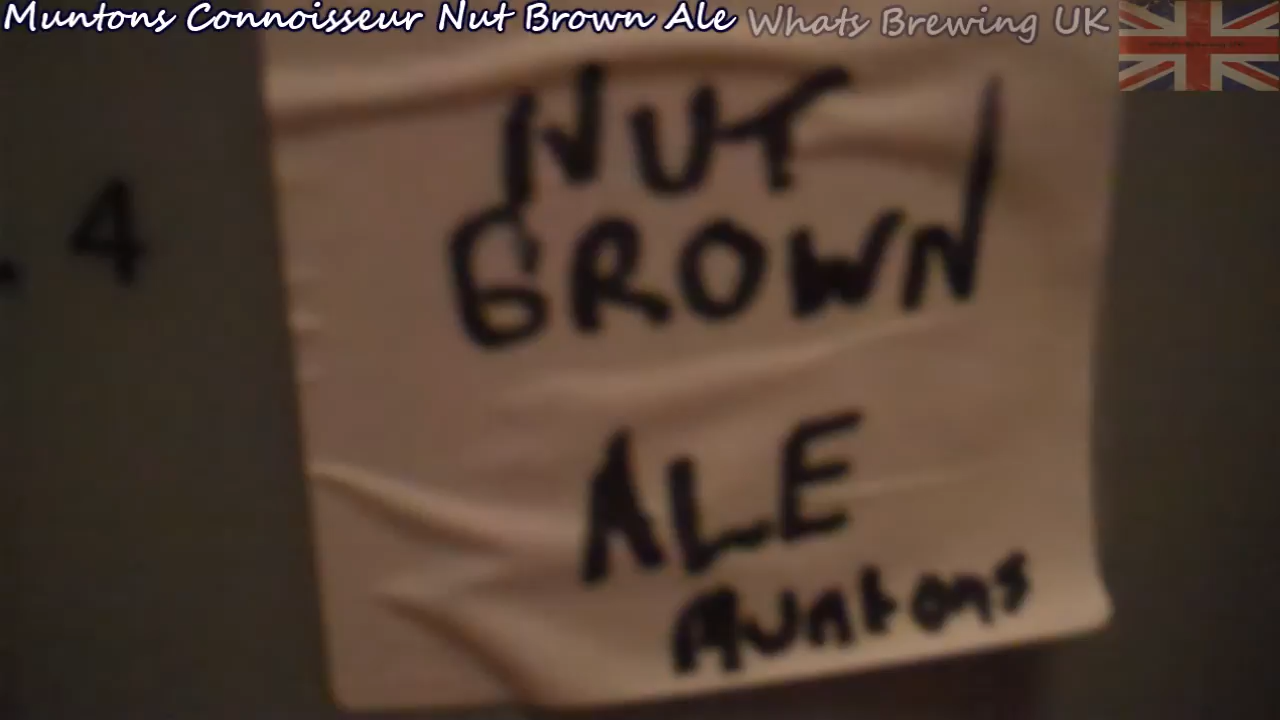 Muntons Connoisseur Nut Brown Ale Whats Brewing UK
. 4
NUT
BROWN
ALE
Muntons